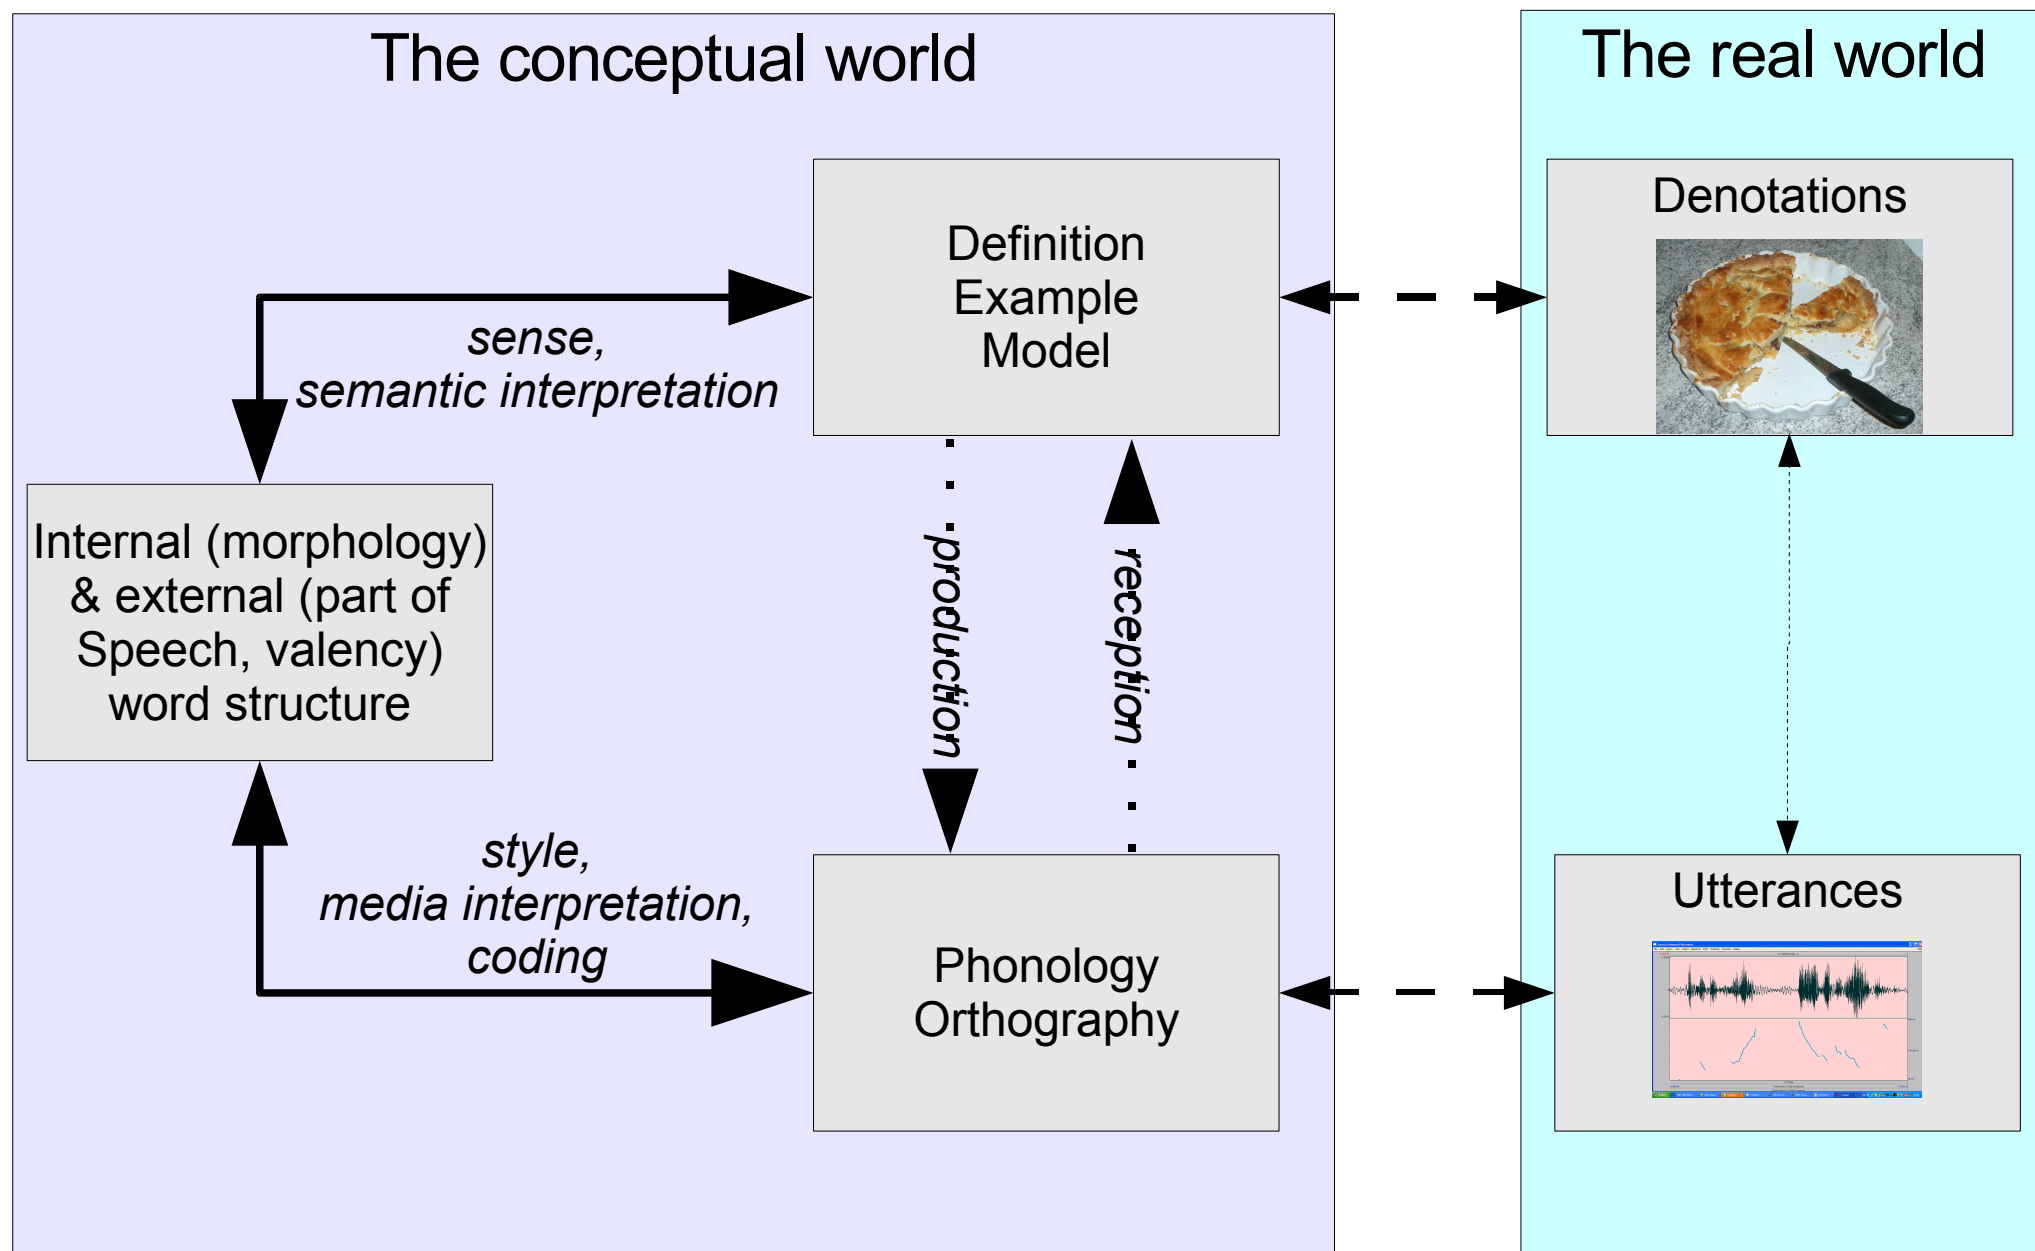 The conceptual world
The real world
Definition
Example
Model
Denotations
sense,
semantic interpretation
Internal (morphology)
& external (part of
Speech, valency)
word structure
production
reception
style,
media interpretation,
coding
Phonology
Orthography
Utterances